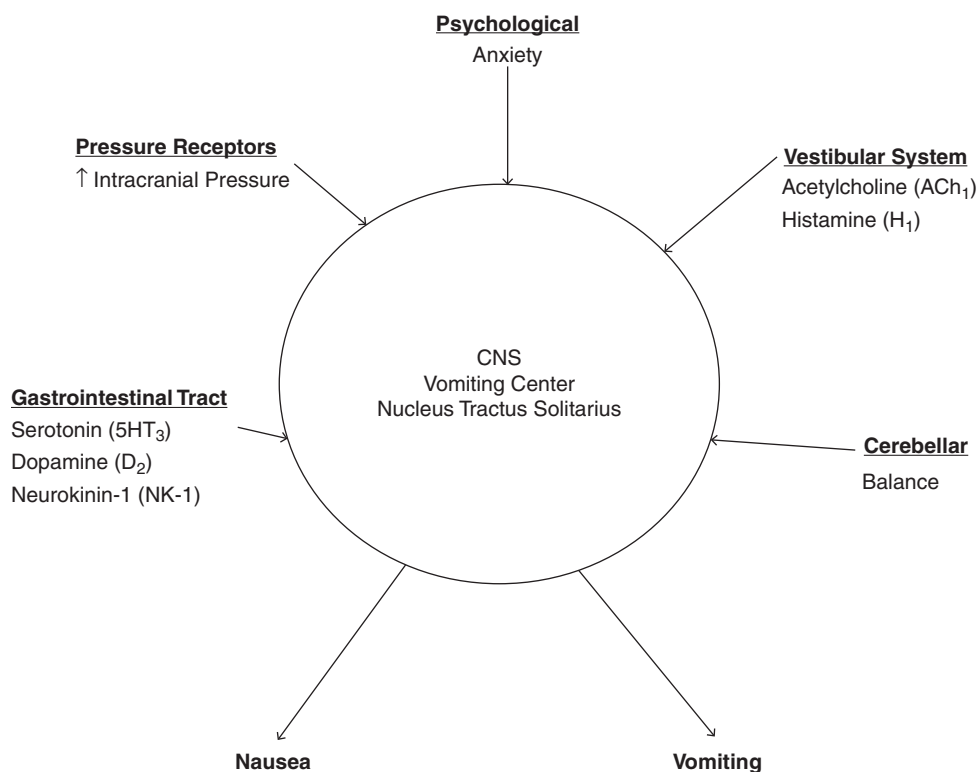 Psychological
Anxiety
Pressure Receptors
↑ Intracranial Pressure
Vestibular System
Acetylcholine (ACh₁)
Histamine (H₁)
CNS
Vomiting Center
Nucleus Tractus Solitarius
Gastrointestinal Tract
Serotonin (5HT₃)
Dopamine (D₂)
Neurokinin-1 (NK-1)
Cerebellar
Balance
Nausea
Vomiting